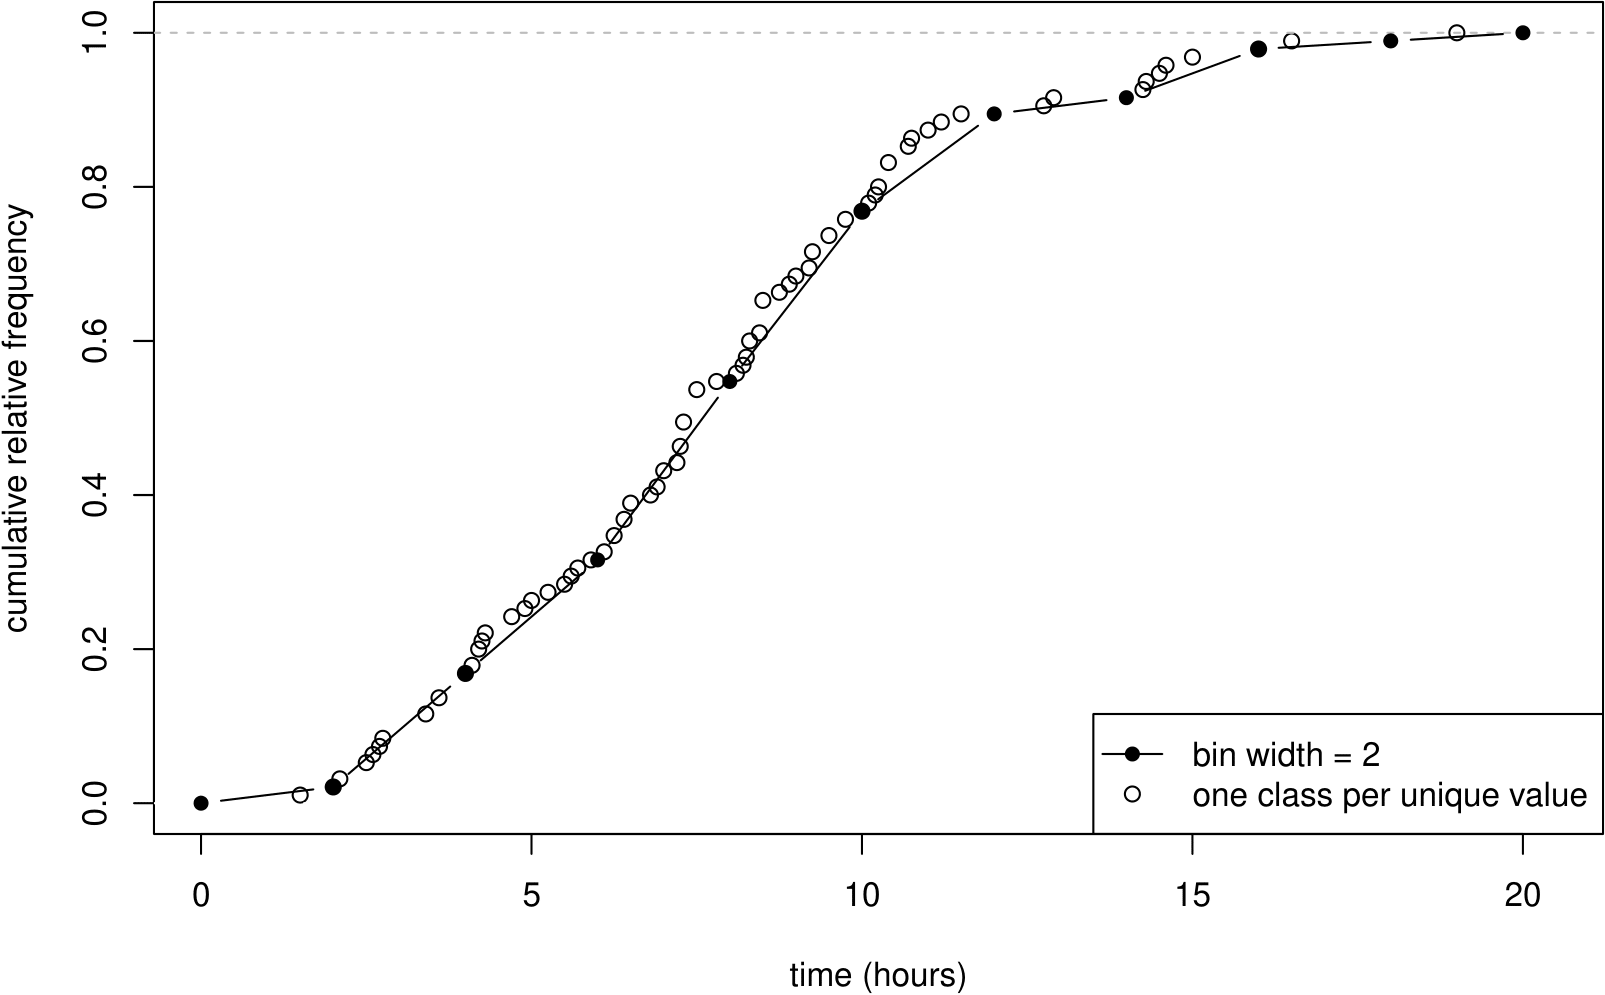 cumulative relative frequency
1.0
0.8
0.6
0.4
0.2
0.0
bin width = 2
one class per unique value
0 5 10 15 20
time (hours)